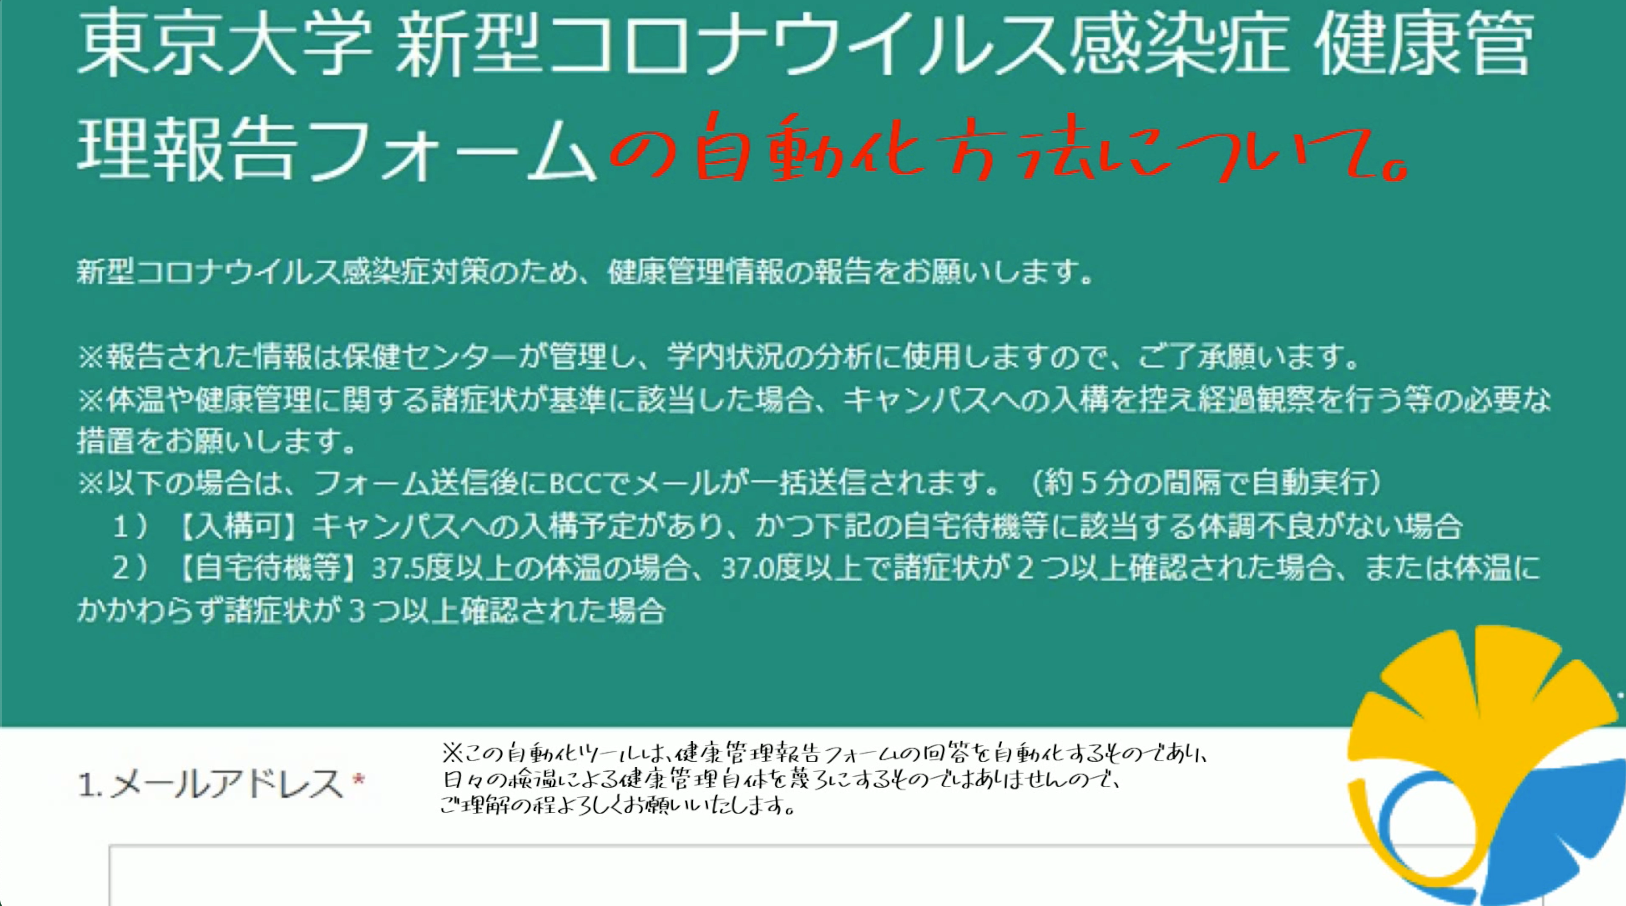 東京大学 新型コロナウイルス感染症 健康管
理報告フォームの自動化方法について。
新型コロナウイルス感染症対策のため、健康管理情報の報告をお願いします。
※報告された情報は保健センターが管理し、学内状況の分析に使用しますので、ご了承願います。
※体温や健康管理に関する諸症状が基準に該当した場合、キャンパスへの入構を控え経過観察を行う等の必要な
措置をお願いします。
※以下の場合は、フォーム送信後にBCCでメールが一括送信されます。（約５分の間隔で自動実行）
１）【入構可】キャンパスへの入構予定があり、かつ下記の自宅待機等に該当する体調不良がない場合
２）【自宅待機等】37.5度以上の体温の場合、37.0度以上で諸症状が２つ以上確認された場合、または体温に
かかわらず諸症状が３つ以上確認された場合
1. メールアドレス *
※この自動化ツールは、健康管理報告フォームの回答を自動化するものであり、
日々の検温による健康管理自体を蔑ろにするものではありませんので、
ご理解の程よろしくお願いいたします。